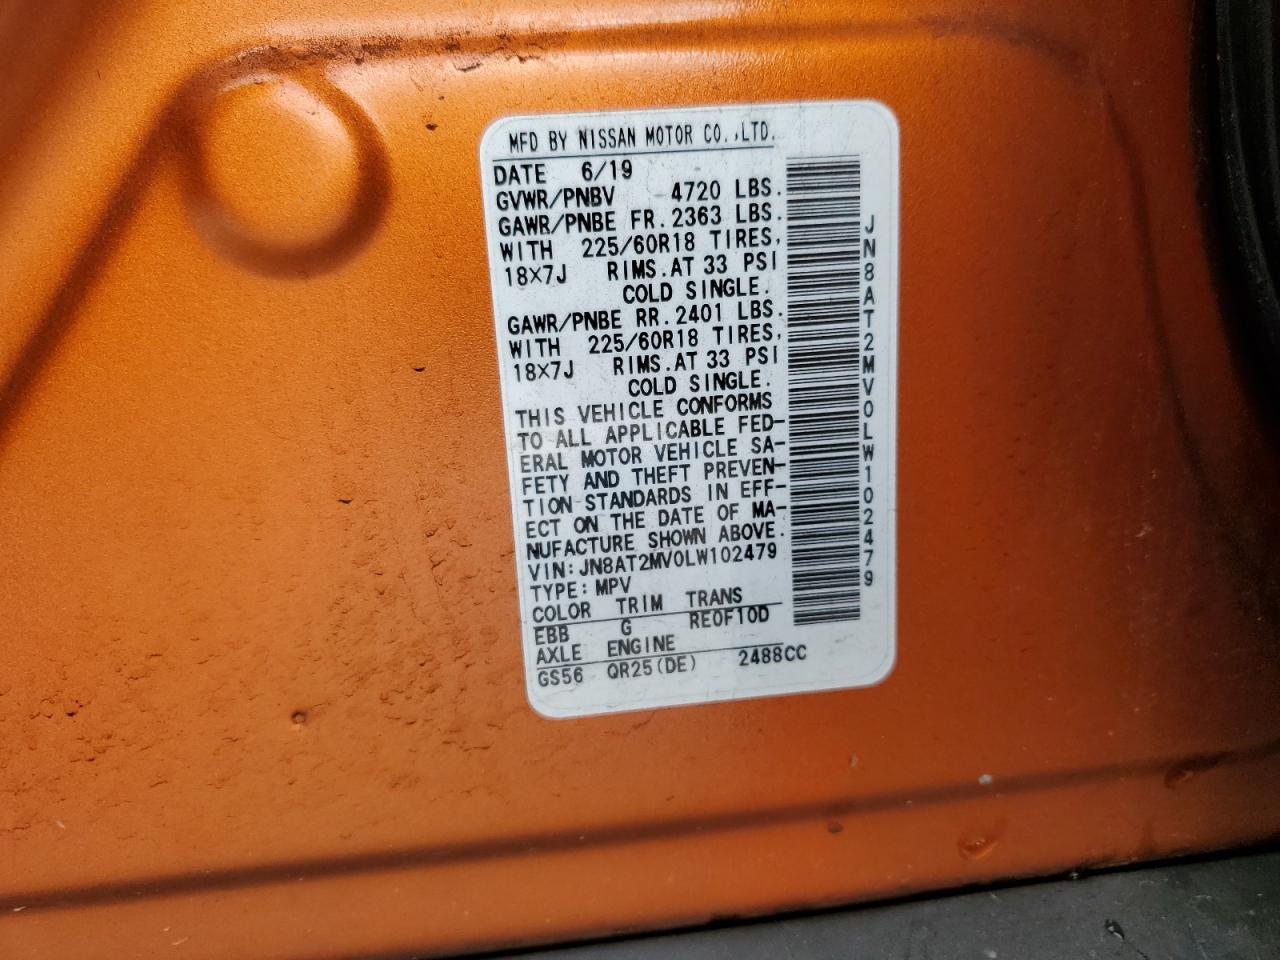 MFD BY NISSAN MOTOR CO.,LTD.
DATE 6/19
GVWR/PNBV 4720 LBS.
GAWR/PNBE FR.2363 LBS.
WITH 225/60R18 TIRES,
18X7J RIMS.AT 33 PSI
COLD SINGLE.
GAWR/PNBE RR.2401 LBS.
WITH 225/60R18 TIRES,
18X7J RIMS.AT 33 PSI
COLD SINGLE.
THIS VEHICLE CONFORMS
TO ALL APPLICABLE FED-
ERAL MOTOR VEHICLE SA-
FETY AND THEFT PREVEN-
TION STANDARDS IN EFF-
ECT ON THE DATE OF MA-
NUFACTURE SHOWN ABOVE.
VIN:JN8AT2MV0LW102479
TYPE:MPV
COLOR TRIM TRANS
EBB G RE0F10D
AXLE ENGINE
GS56 QR25(DE) 2488CC
JN8AT2MV0LW102479